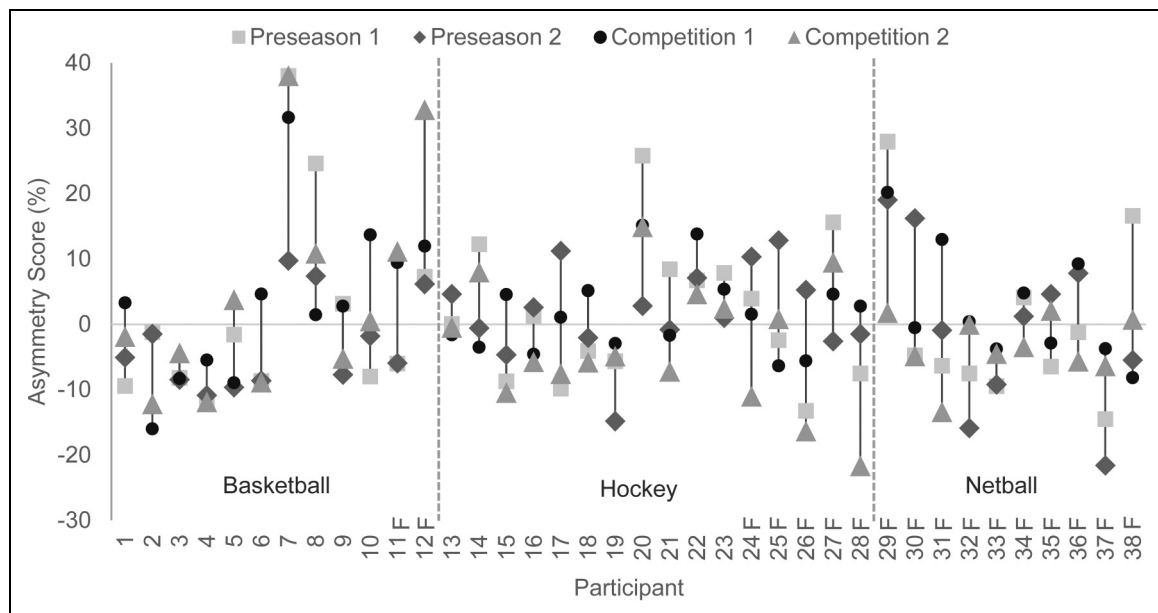 Preseason 1 Preseason 2 Competition 1 Competition 2
40
30
20
10
0
-10
-20
-30
Asymmetry Score (%)
Basketball Hockey Netball
1 2 3 4 5 6 7 8 9 10 11 F 12 F 13 14 15 16 17 18 19 20 21 22 23 24 F 25 F 26 F 27 F 28 F 29 F 30 F 31 F 32 F 33 F 34 F 35 F 36 F 37 F 38 F
Participant